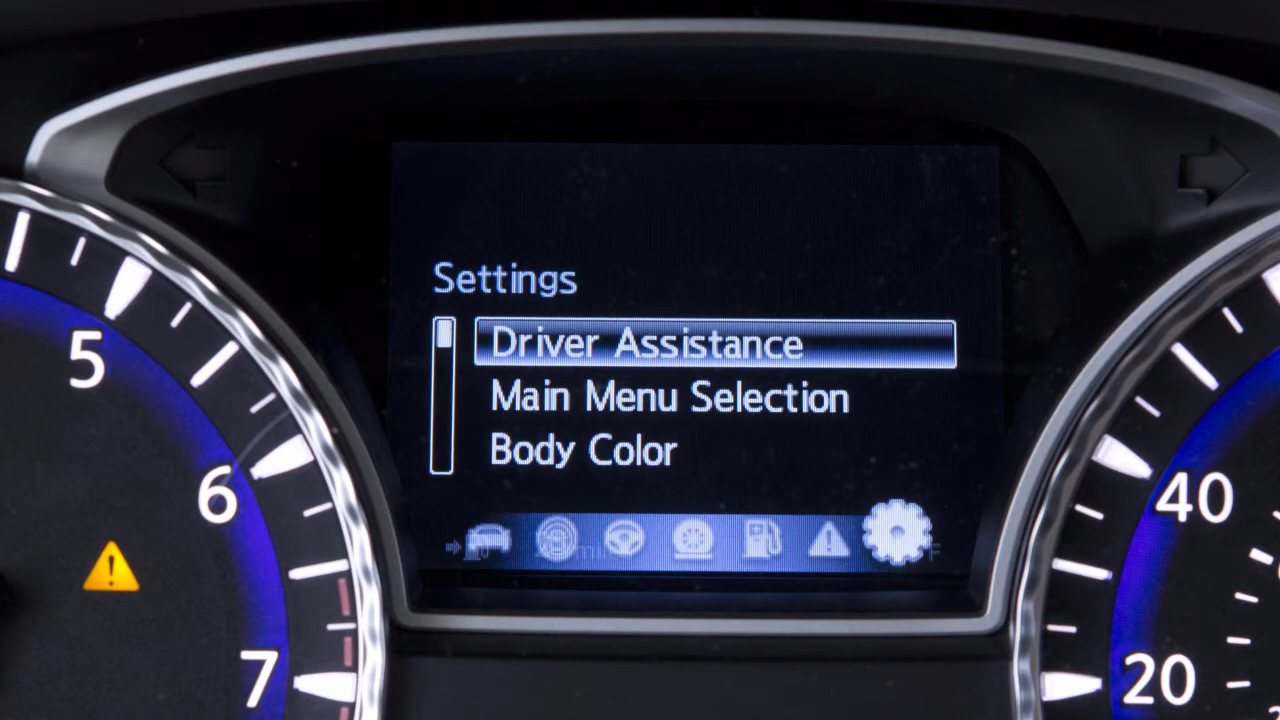 Settings
Driver Assistance
Main Menu Selection
Body Color
5
6
7
40
20
F